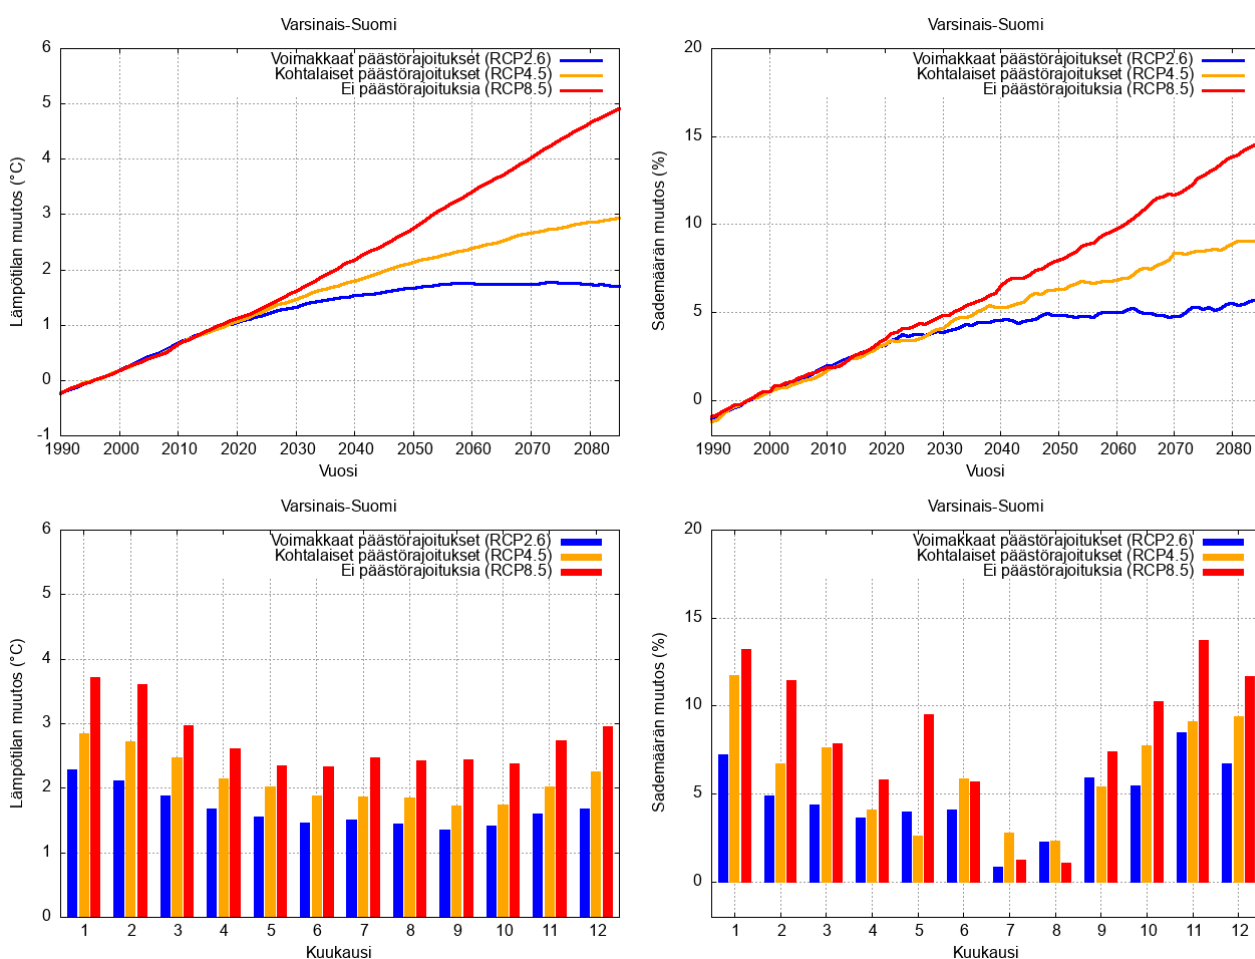 Varsinais-Suomi
6
5
4
3
2
1
0
-1
Lämpötilan muutos (°C)
Voimakkaat päästörajoitukset (RCP2.6)
Kohtalaiset päästörajoitukset (RCP4.5)
Ei päästörajoituksia (RCP8.5)
1990 2000 2010 2020 2030 2040 2050 2060 2070 2080
Vuosi
Varsinais-Suomi
20
15
10
5
0
Sademäärän muutos (%)
Voimakkaat päästörajoitukset (RCP2.6)
Kohtalaiset päästörajoitukset (RCP4.5)
Ei päästörajoituksia (RCP8.5)
1990 2000 2010 2020 2030 2040 2050 2060 2070 2080
Vuosi
Varsinais-Suomi
6
5
4
3
2
1
0
Lämpötilan muutos (°C)
Voimakkaat päästörajoitukset (RCP2.6)
Kohtalaiset päästörajoitukset (RCP4.5)
Ei päästörajoituksia (RCP8.5)
1 2 3 4 5 6 7 8 9 10 11 12
Kuukausi
Varsinais-Suomi
20
15
10
5
0
Sademäärän muutos (%)
Voimakkaat päästörajoitukset (RCP2.6)
Kohtalaiset päästörajoitukset (RCP4.5)
Ei päästörajoituksia (RCP8.5)
1 2 3 4 5 6 7 8 9 10 11 12
Kuukausi